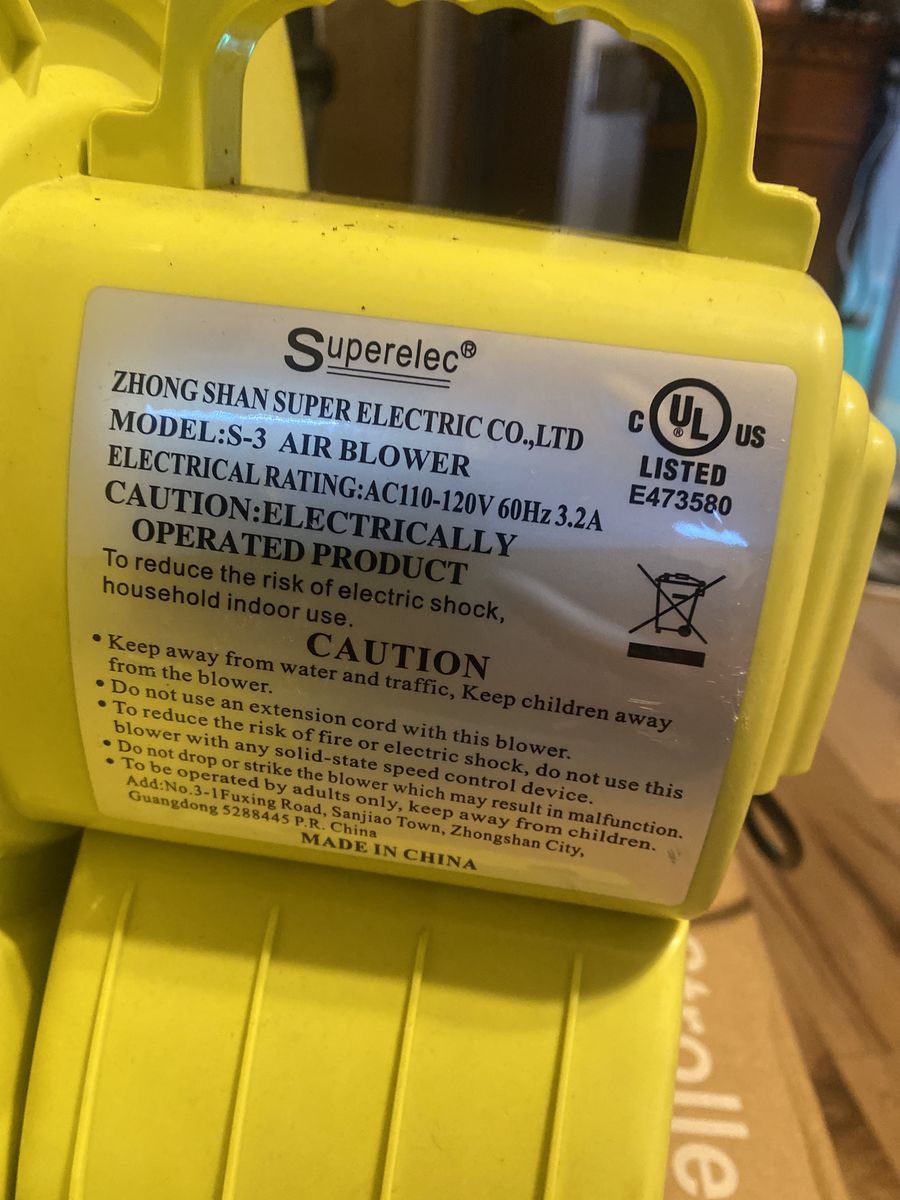 Superelec®
ZHONG SHAN SUPER ELECTRIC CO.,LTD
MODEL:S-3 AIR BLOWER
ELECTRICAL RATING:AC110-120V 60Hz 3.2A
CAUTION:ELECTRICALLY
OPERATED PRODUCT
To reduce the risk of electric shock,
household indoor use.
C UL® US
LISTED
E473580
CAUTION
• Keep away from water and traffic, Keep children away
from the blower.
• Do not use an extension cord with this blower.
• To reduce the risk of fire or electric shock, do not use this
blower with any solid-state speed control device.
• Do not drop or strike the blower which may result in malfunction.
• To be operated by adults only, keep away from children.
Add:No.3-1Fuxing Road, Sanjiao Town, Zhongshan City,
Guangdong 5288445 P.R. China
MADE IN CHINA
trolle